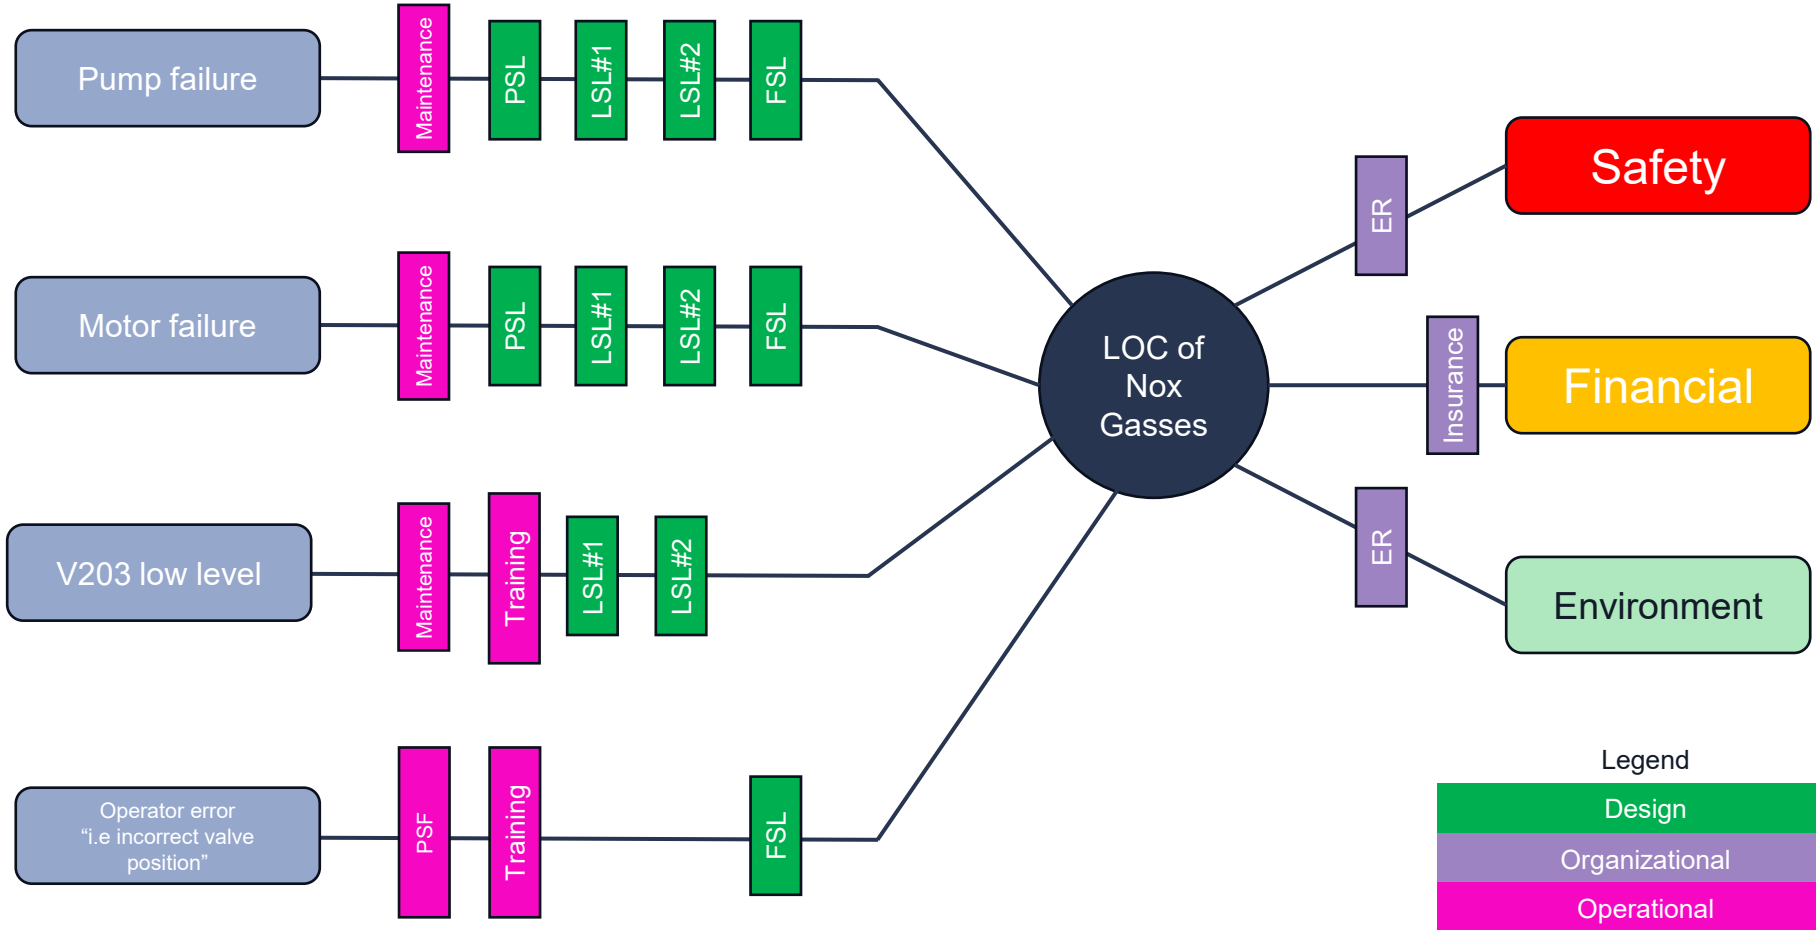 Pump failure
Maintenance
PSL
LSL#1
LSL#2
FSL
Motor failure
Maintenance
PSL
LSL#1
LSL#2
FSL
V203 low level
Maintenance
Training
LSL#1
LSL#2
Operator error
“i.e incorrect valve
position”
PSF
Training
FSL
LOC of
Nox
Gasses
ER
Safety
Insurance
Financial
ER
Environment
Legend
Design
Organizational
Operational